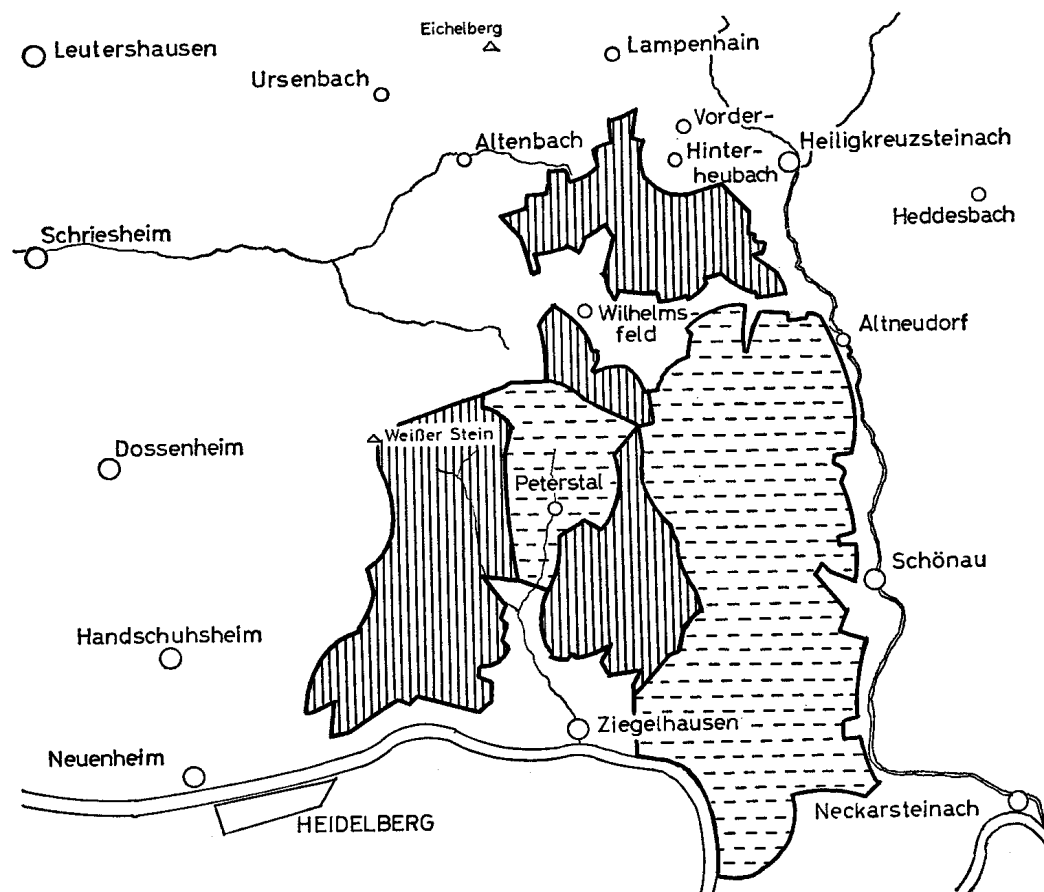 Eichelberg
Leutershausen
Lampenhain
Ursenbach
Vorder-
Altenbach
Heiligkreuzsteinach
Hinter-
heubach
Heddesbach
Schriesheim
Wilhelms-
feld
Altneudorf
Weißer Stein
Dossenheim
Peterstal
Schönau
Handschuhsheim
Ziegelhausen
Neuenheim
Neckarsteinach
HEIDELBERG